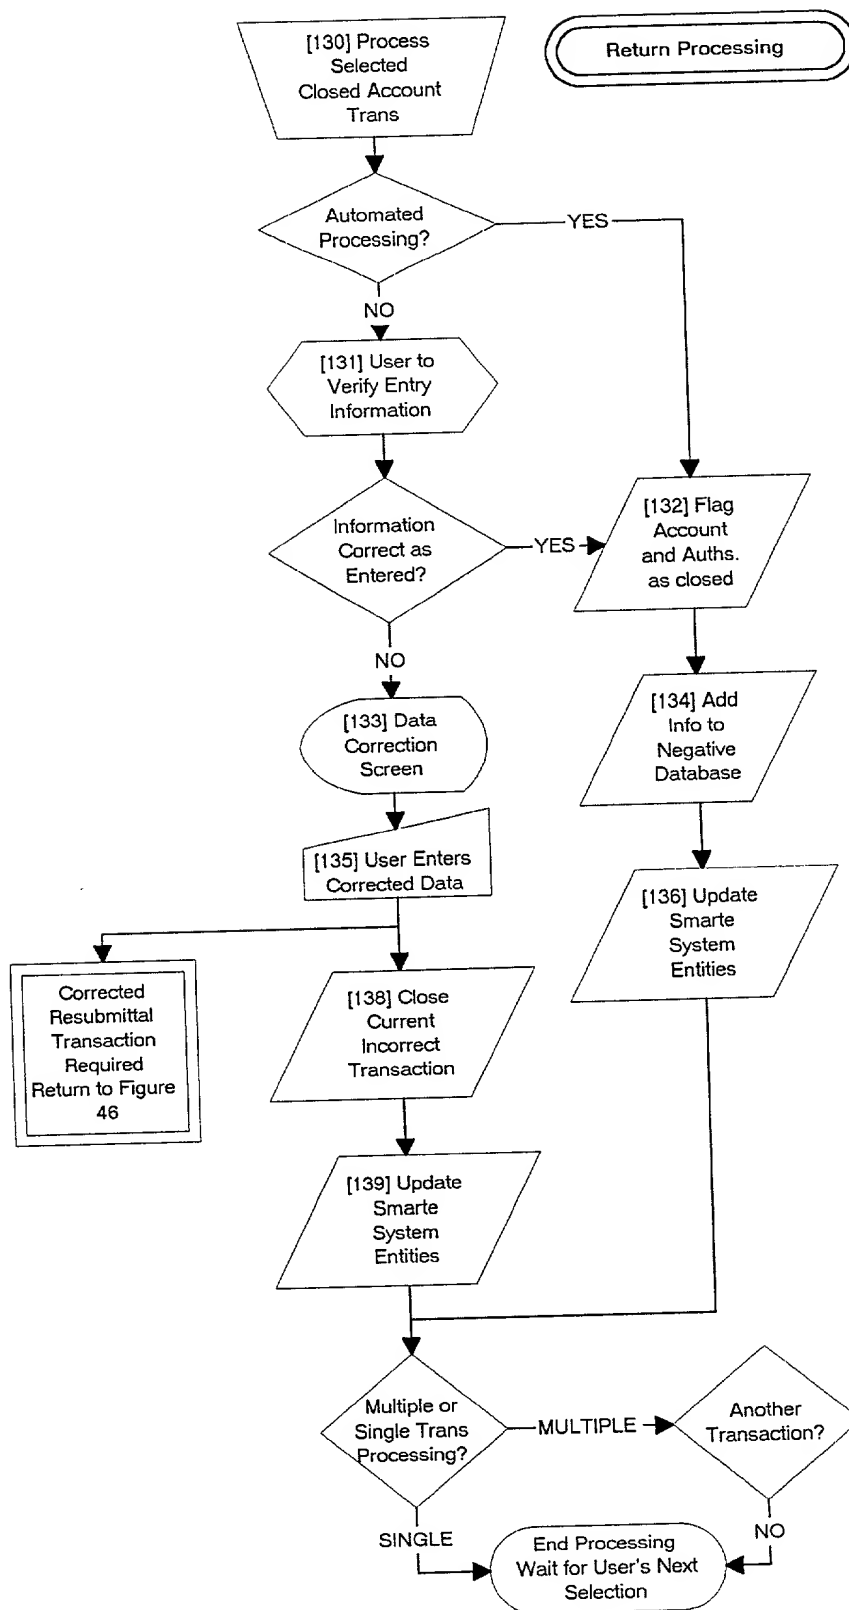 [130] Process
Selected
Closed Account
Trans
Return Processing
Automated
Processing?
YES
NO
[131] User to
Verify Entry
Information
Information
Correct as
Entered?
YES
[132] Flag
Account
and Auths.
as closed
NO
[133] Data
Correction
Screen
[134] Add
Info to
Negative
Database
[135] User Enters
Corrected Data
[136] Update
Smarte
System
Entities
Corrected
Resubmittal
Transaction
Required
Return to Figure
46
[138] Close
Current
Incorrect
Transaction
[139] Update
Smarte
System
Entities
Multiple or
Single Trans
Processing?
MULTIPLE
Another
Transaction?
SINGLE
NO
End Processing
Wait for User's Next
Selection